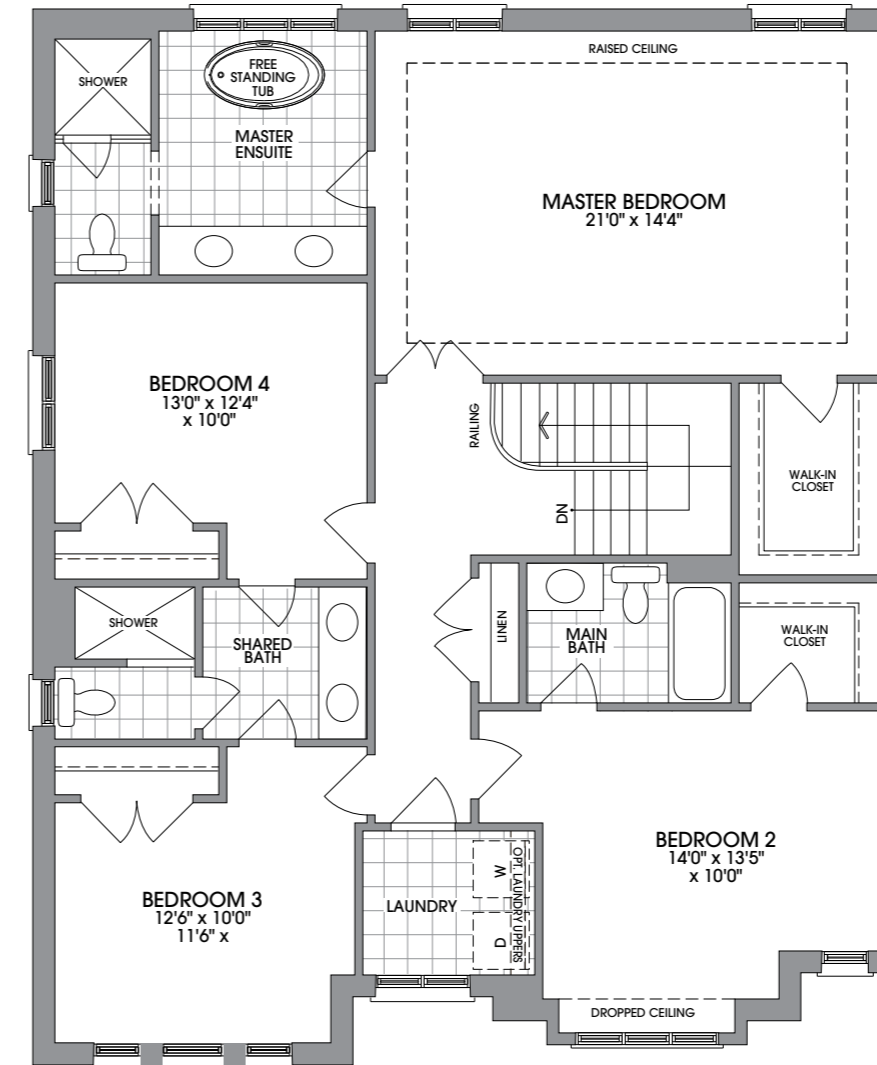 RAISED CEILING
SHOWER
FREE
STANDING
TUB
MASTER
ENSUITE
MASTER BEDROOM
21'0" x 14'4"
BEDROOM 4
13'0" x 12'4"
x 10'0"
RAILING
DN
WALK-IN
CLOSET
SHOWER
SHARED
BATH
LINEN
MAIN
BATH
WALK-IN
CLOSET
BEDROOM 3
12'6" x 10'0"
11'6" x
LAUNDRY
W
D
OPT. LAUNDRY UPPERS
BEDROOM 2
14'0" x 13'5"
x 10'0"
DROPPED CEILING